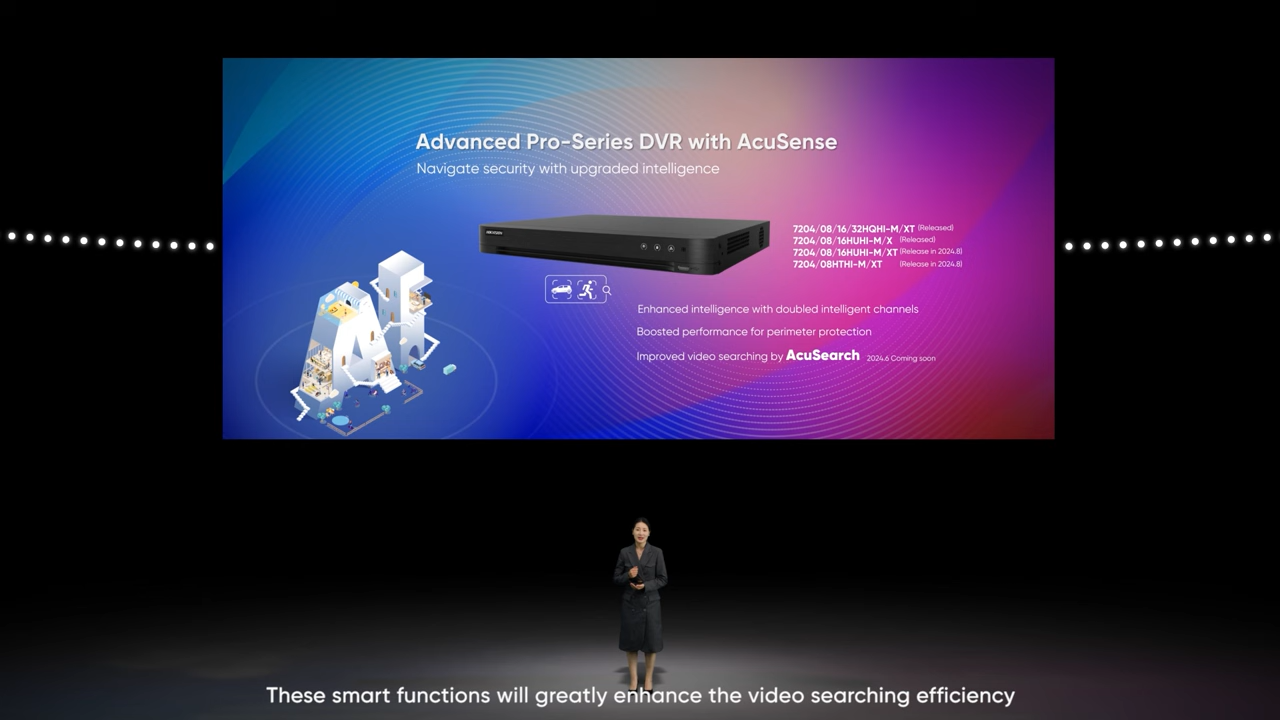 Advanced Pro-Series DVR with AcuSense
Navigate security with upgraded intelligence
HIKVISION
7204/08/16/32HQHI-M/XT (Released)
7204/08/16HUHI-M/X (Released)
7204/08/16HUHI-M/XT (Release in 2024.8)
7204/08HTHI-M/XT (Release in 2024.8)
Enhanced intelligence with doubled intelligent channels
Boosted performance for perimeter protection
Improved video searching by AcuSearch 2024.6 Coming soon
These smart functions will greatly enhance the video searching efficiency